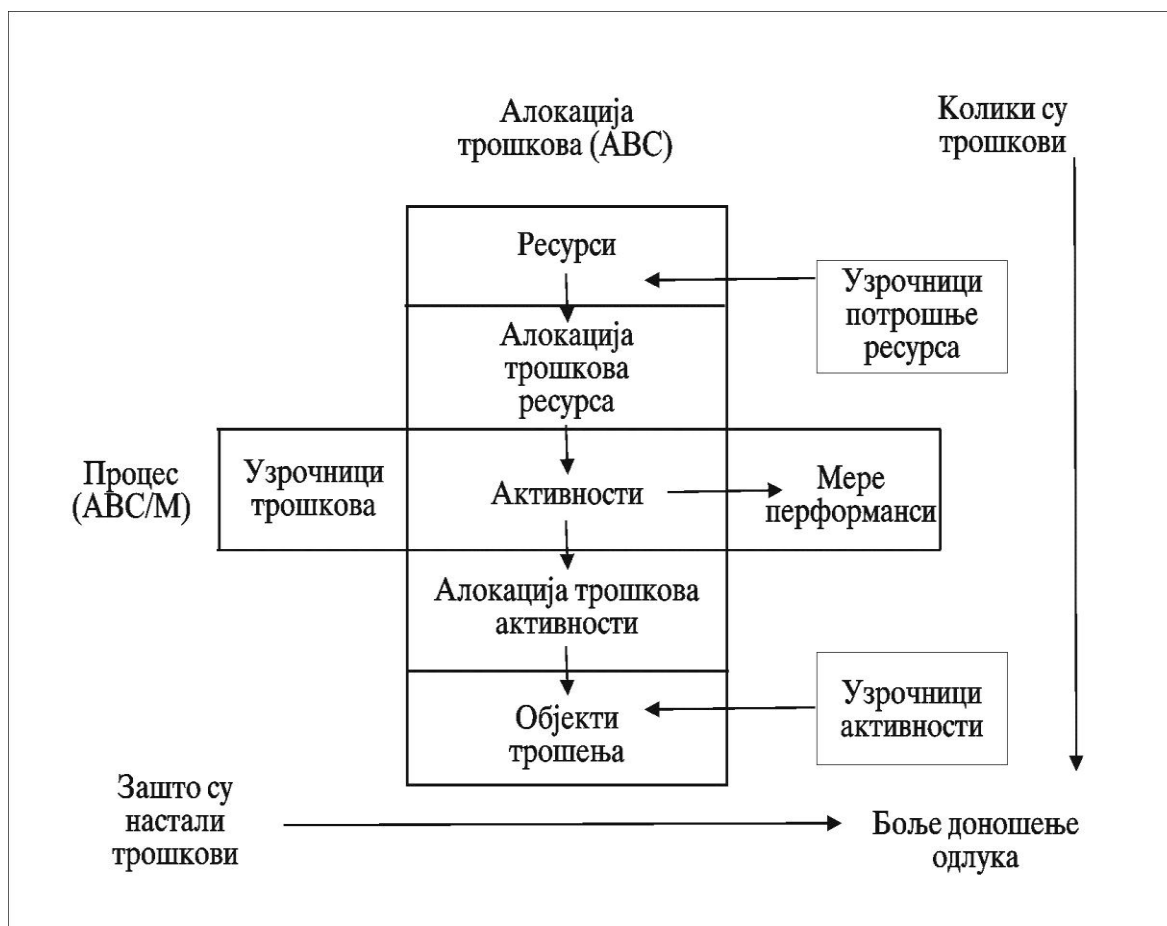 Алокација
трошкова (ABC)
Колики су
трошкови
Ресурси
Узрочници
потрошње
ресурса
Алокација
трошкова
ресурса
Процес
(ABC/M)
Узрочници
трошкова
Активности
Мере
перформанси
Алокација трошкова
активности
Објекти
трошења
Узрочници
активности
Зашто су
настали
трошкови
Боље доношење
одлука